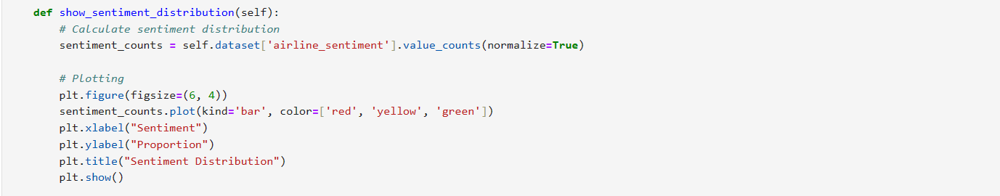 def show_sentiment_distribution(self):
    # Calculate sentiment distribution
    sentiment_counts = self.dataset['airline_sentiment'].value_counts(normalize=True)

    # Plotting
    plt.figure(figsize=(6, 4))
    sentiment_counts.plot(kind='bar', color=['red', 'yellow', 'green'])
    plt.xlabel("Sentiment")
    plt.ylabel("Proportion")
    plt.title("Sentiment Distribution")
    plt.show()